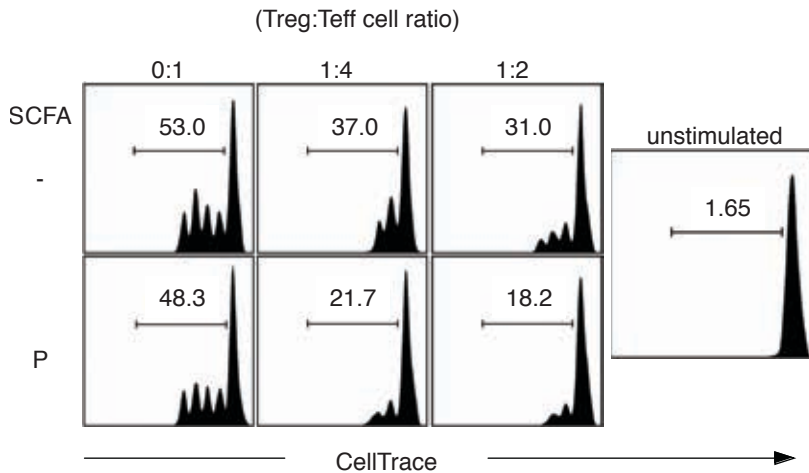 (Treg:Teff cell ratio)
0:1 1:4 1:2
SCFA
53.0 37.0 31.0
unstimulated
-
1.65
48.3 21.7 18.2
P
CellTrace